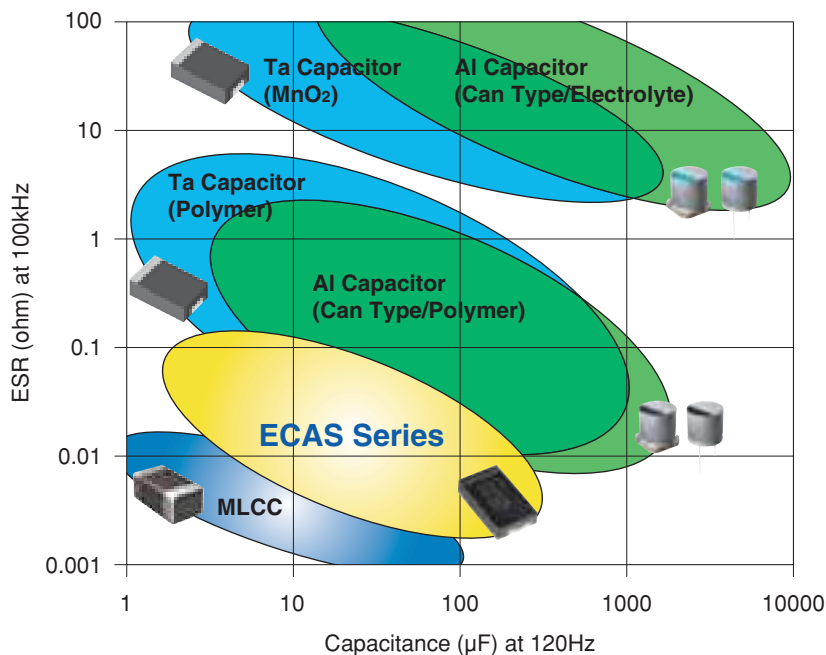 100
10
1
0.1
0.01
0.001
ESR (ohm) at 100kHz
Ta Capacitor
(MnO2)
Al Capacitor
(Can Type/Electrolyte)
Ta Capacitor
(Polymer)
Al Capacitor
(Can Type/Polymer)
ECAS Series
MLCC
1
10
100
1000
10000
Capacitance (µF) at 120Hz